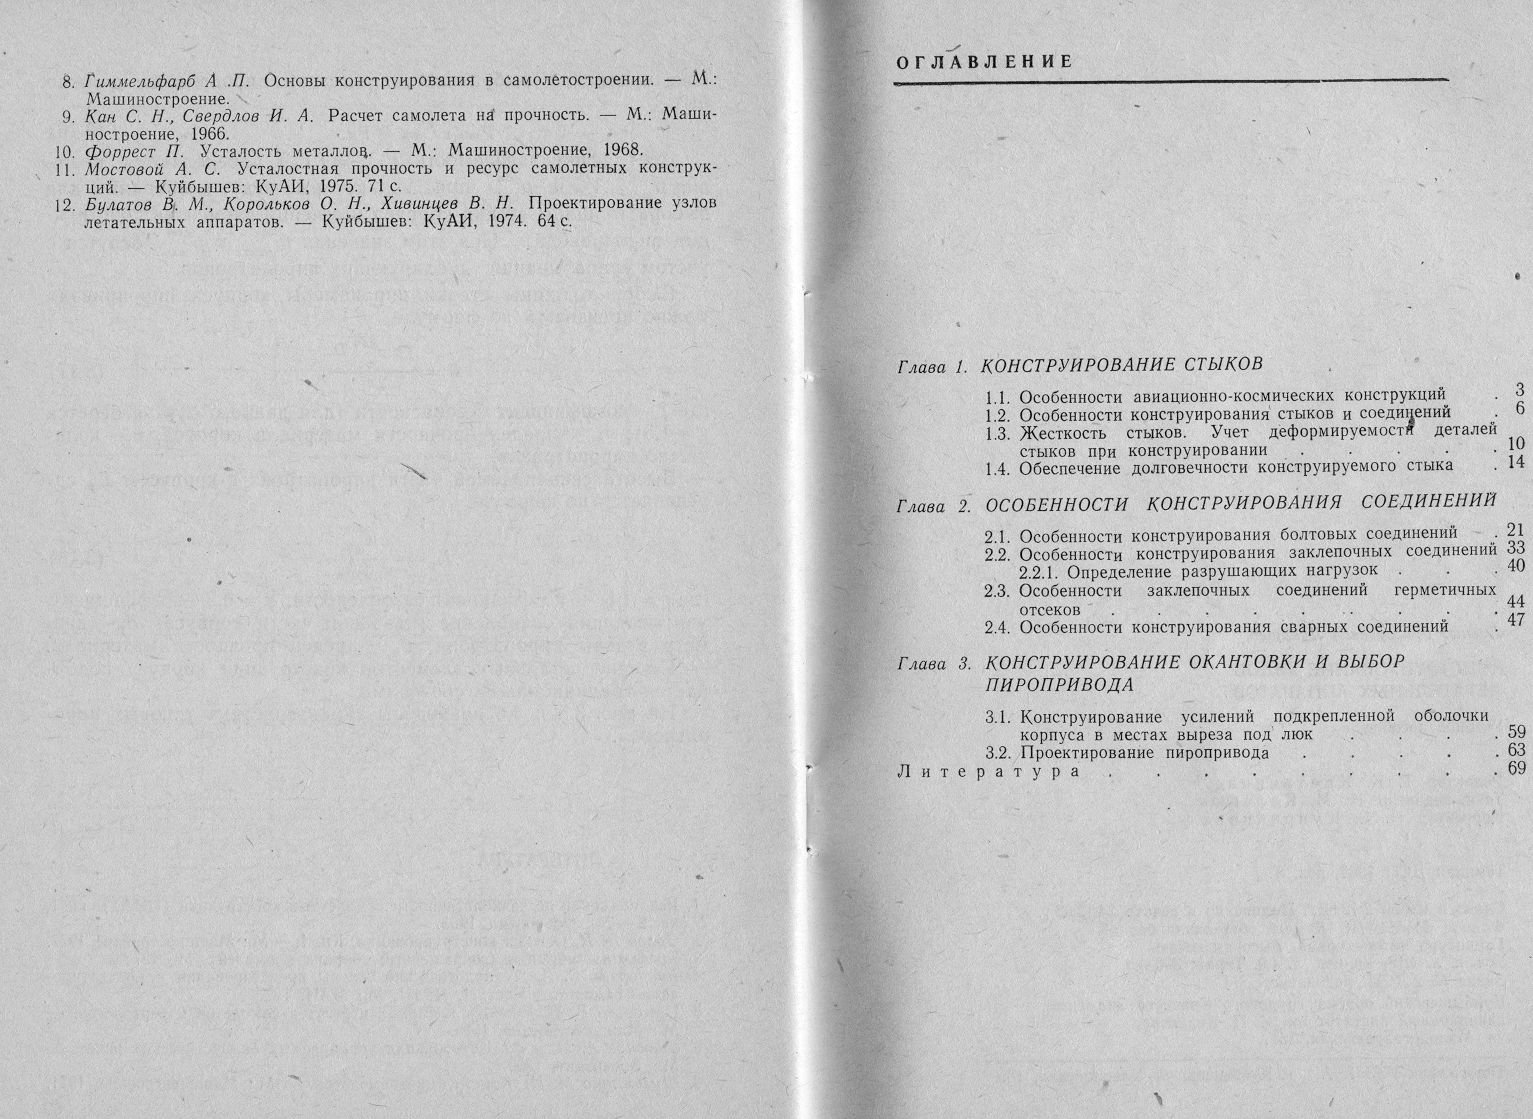 8. Гиммельфарб А .П. Основы конструирования в самолетостроении. — М.:
Машиностроение.
9. Кан С. Н., Свердлов И. А. Расчет самолета на прочность. — М.: Маши-
ностроение, 1966.
10. Форрест П. Усталость металлов. — М.: Машиностроение, 1968.
11. Мостовой А. С. Усталостная прочность и ресурс самолетных конструк-
ций. — Куйбышев: КуАИ, 1975. 71 с.
12. Булатов В. М., Корольков О. Н., Хивинцев В. Н. Проектирование узлов
летательных аппаратов. — Куйбышев: КуАИ, 1974. 64 с.
ОГЛАВЛЕНИЕ
Глава 1. КОНСТРУИРОВАНИЕ СТЫКОВ
1.1. Особенности авиационно-космических конструкций . 3
1.2. Особенности конструирования стыков и соединений . 6
1.3. Жесткость стыков. Учет деформируемости деталей
стыков при конструировании . . . . . 10
1.4. Обеспечение долговечности конструируемого стыка . 14
Глава 2. ОСОБЕННОСТИ КОНСТРУИРОВАНИЯ СОЕДИНЕНИЙ
2.1. Особенности конструирования болтовых соединений . 21
2.2. Особенности конструирования заклепочных соединений 33
2.2.1. Определение разрушающих нагрузок . . . 40
2.3. Особенности заклепочных соединений герметичных
отсеков . . . . . . . . . 44
2.4. Особенности конструирования сварных соединений . 47
Глава 3. КОНСТРУИРОВАНИЕ ОКАНТОВКИ И ВЫБОР
ПИРОПРИВОДА
3.1. Конструирование усилений подкрепленной оболочки
корпуса в местах выреза под люк . . . . 59
3.2. Проектирование пиропривода . . . . . 63
Литература . . . . . . . . . 69